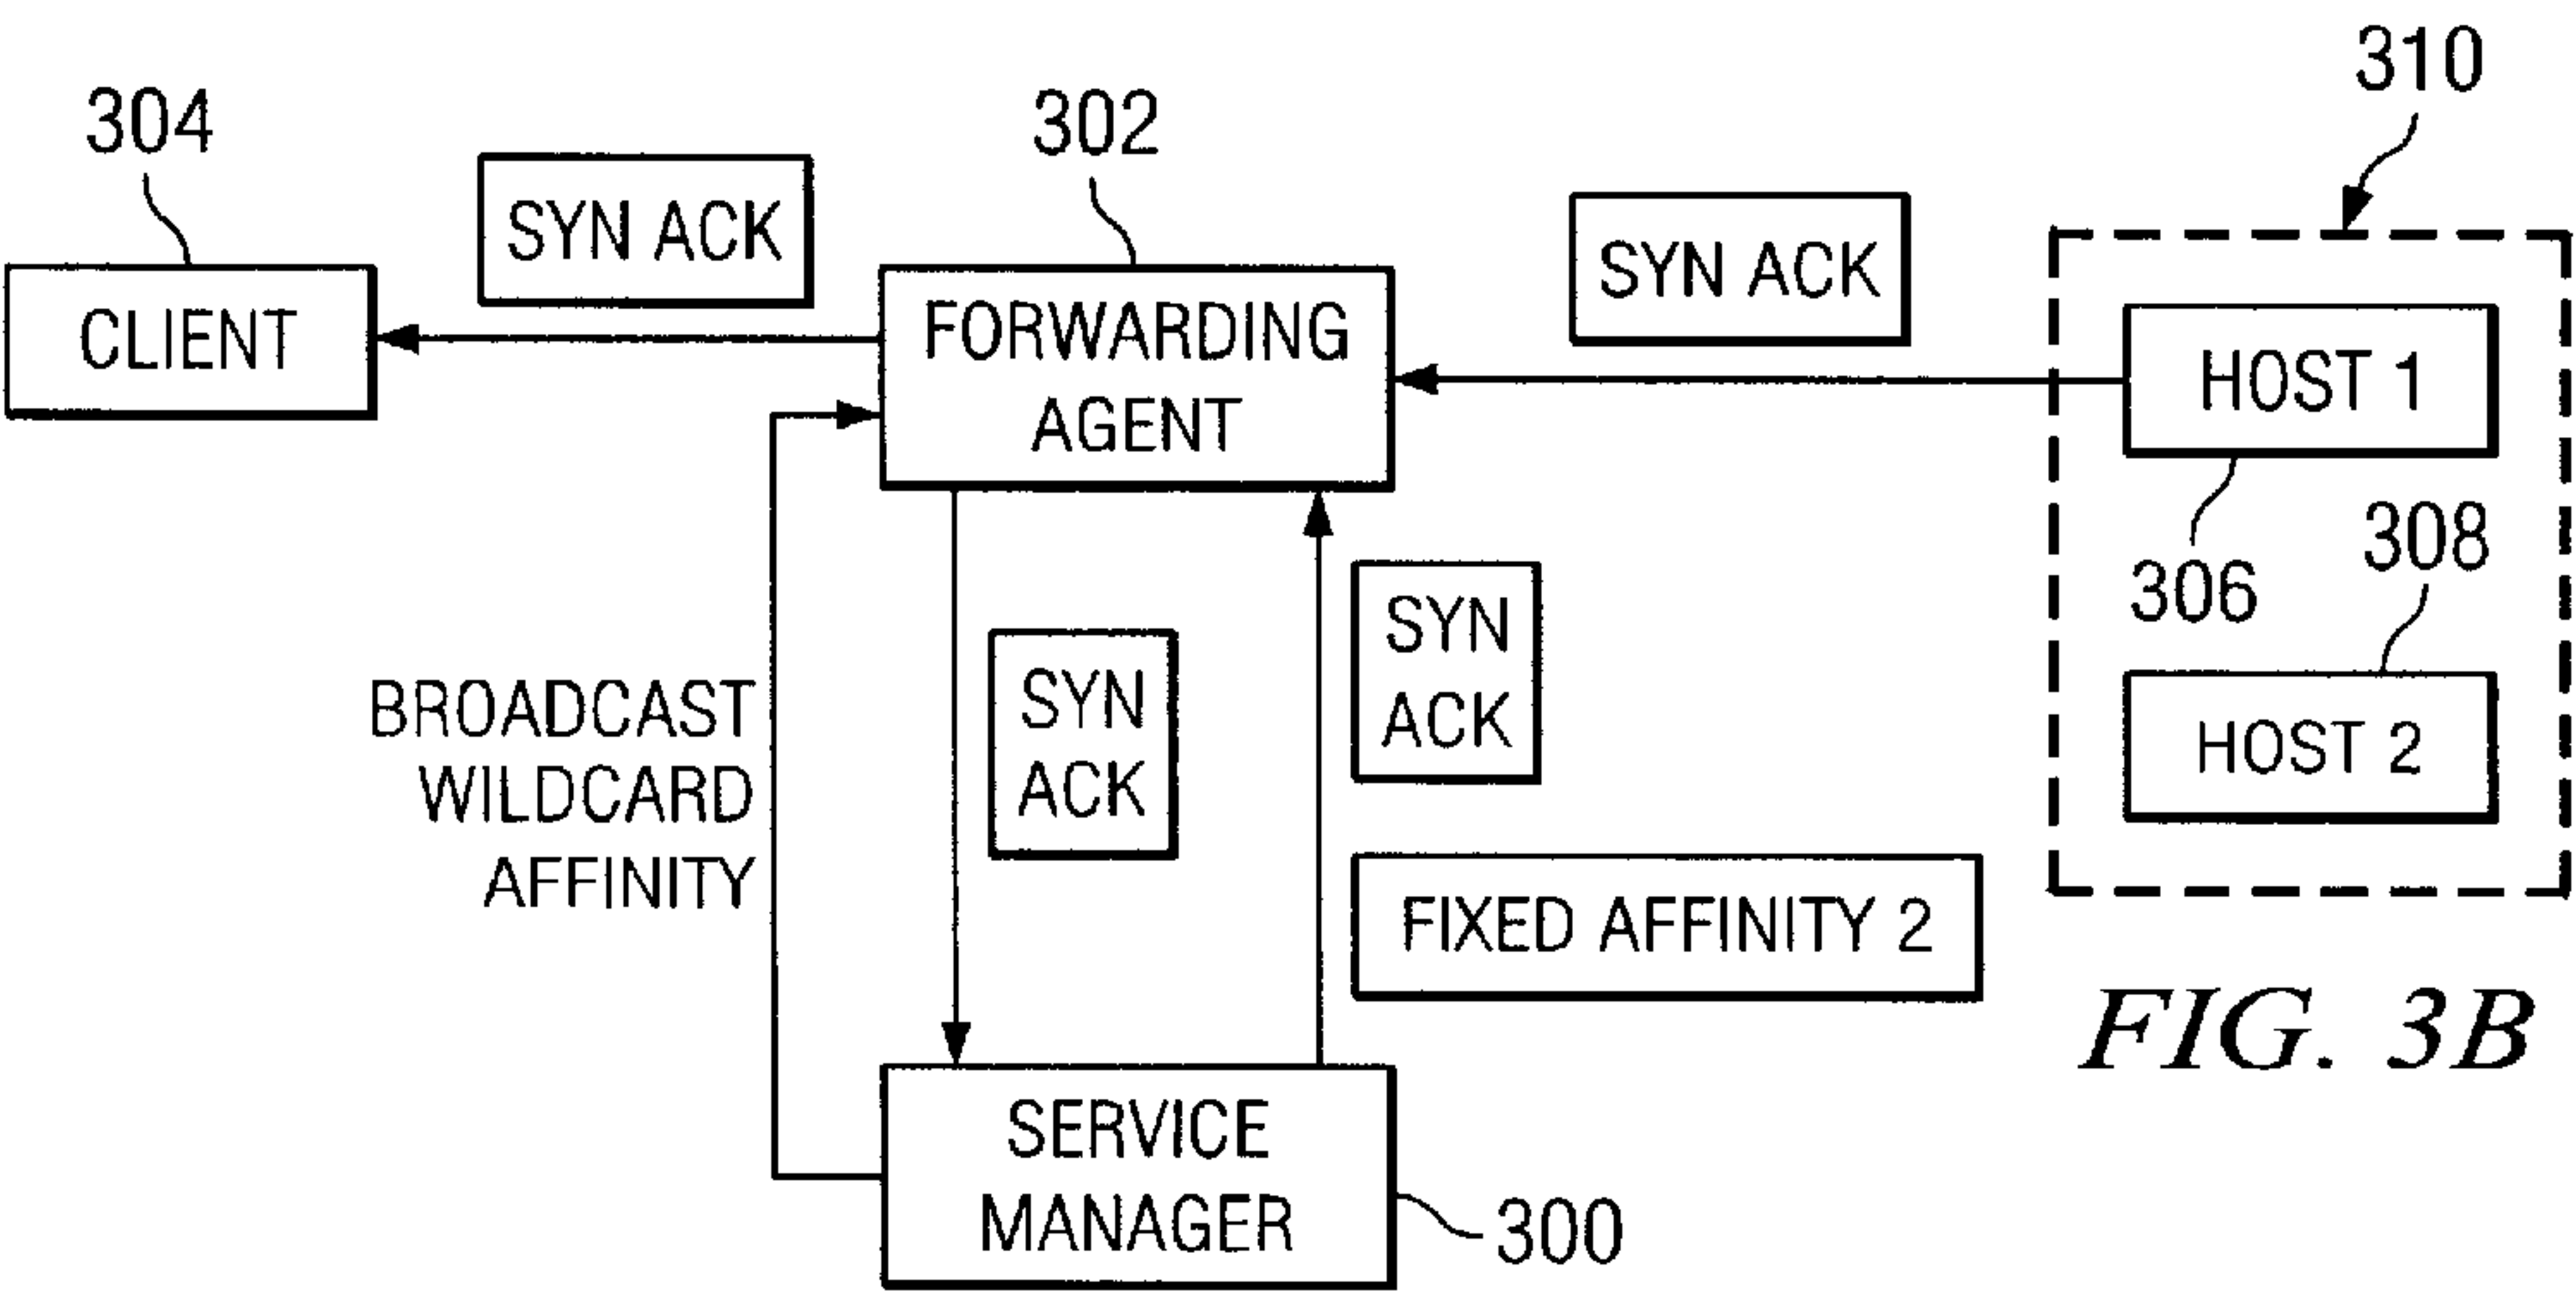 310
304
302
SYN ACK
SYN ACK
CLIENT
FORWARDING
AGENT
HOST 1
306
308
HOST 2
BROADCAST
WILDCARD
AFFINITY
SYN
ACK
SYN
ACK
FIXED AFFINITY 2
FIG. 3B
SERVICE
MANAGER
300